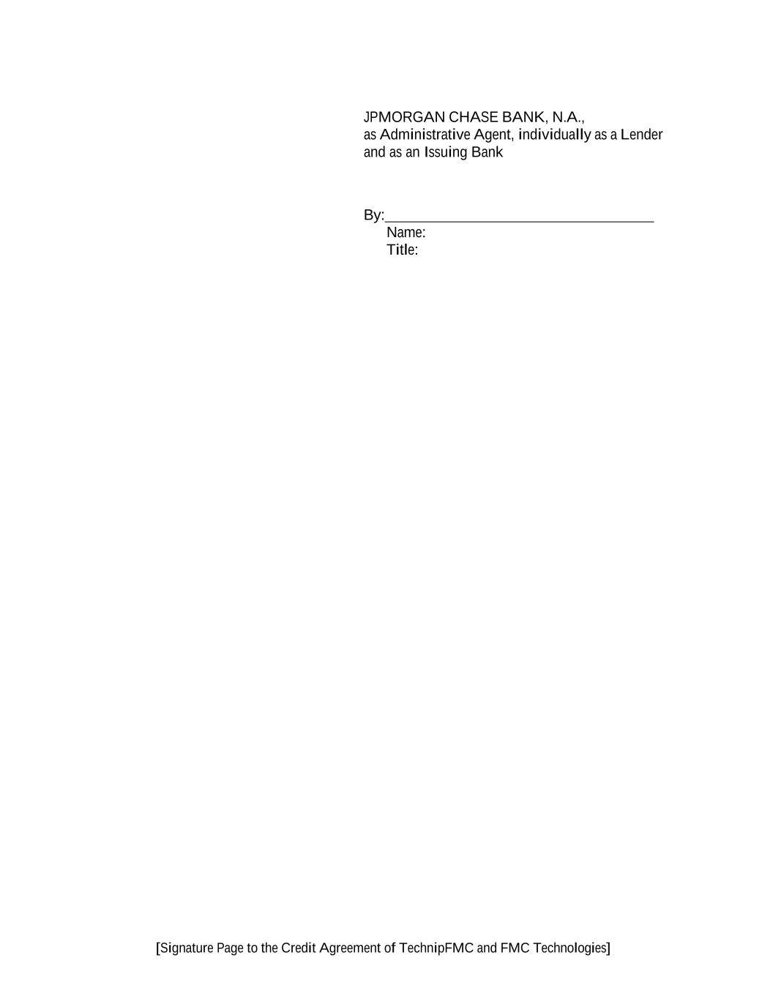 JPMORGAN CHASE BANK, N.A.,
as Administrative Agent, individually as a Lender
and as an Issuing Bank
By:
Name:
Title:
[Signature Page to the Credit Agreement of TechnipFMC and FMC Technologies]